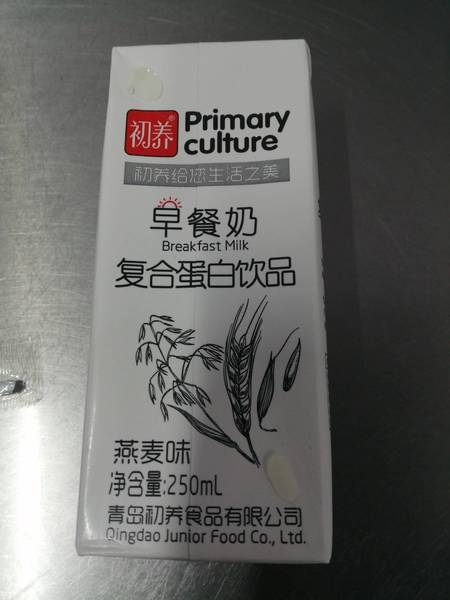 初养®
Primary
culture
初养给您生活之美
早餐奶
Breakfast Milk
复合蛋白饮品
燕麦味
净含量:250mL
青岛初养食品有限公司
Qingdao Junior Food Co., Ltd.